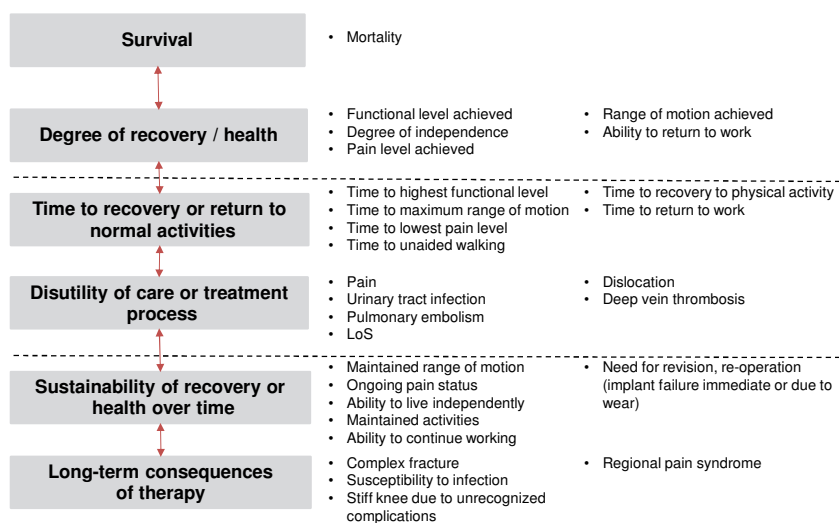 Survival
• Mortality
Degree of recovery / health
• Functional level achieved
• Degree of independence
• Pain level achieved
• Range of motion achieved
• Ability to return to work
Time to recovery or return to
normal activities
• Time to highest functional level
• Time to maximum range of motion
• Time to lowest pain level
• Time to unaided walking
• Time to recovery to physical activity
• Time to return to work
Disutility of care or treatment
process
• Pain
• Urinary tract infection
• Pulmonary embolism
• LoS
• Dislocation
• Deep vein thrombosis
Sustainability of recovery or
health over time
• Maintained range of motion
• Ongoing pain status
• Ability to live independently
• Maintained activities
• Ability to continue working
• Need for revision, re-operation
(implant failure immediate or due to
wear)
Long-term consequences
of therapy
• Complex fracture
• Susceptibility to infection
• Stiff knee due to unrecognized
complications
• Regional pain syndrome